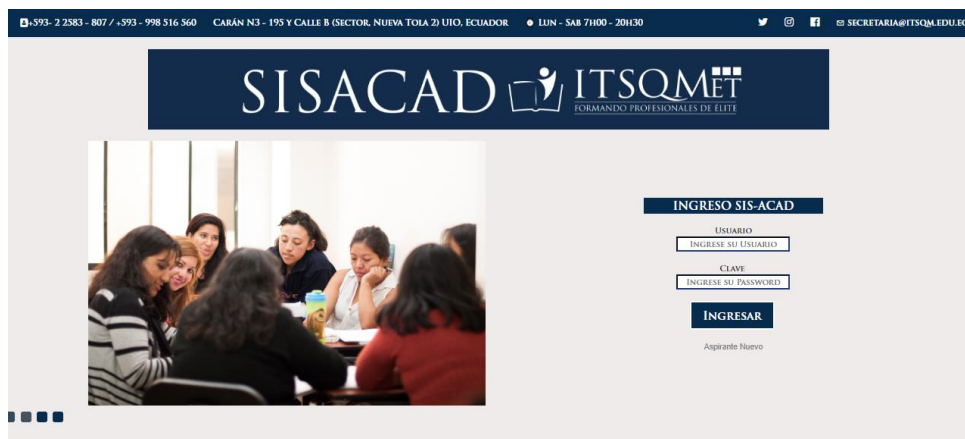 +593- 2 2583 - 807 / +593 - 998 516 560 Carán N3 - 195 y Calle B (Sector, Nueva Tola 2) UIO, Ecuador Lun - Sab 7h00 - 20h30 secretaria@itsqm.edu.ec
SISACAD ITSQMET
FORMANDO PROFESIONALES DE ÉLITE
INGRESO SIS-ACAD
Usuario
Ingrese su Usuario
Clave
Ingrese su Password
Ingresar
Aspirante Nuevo